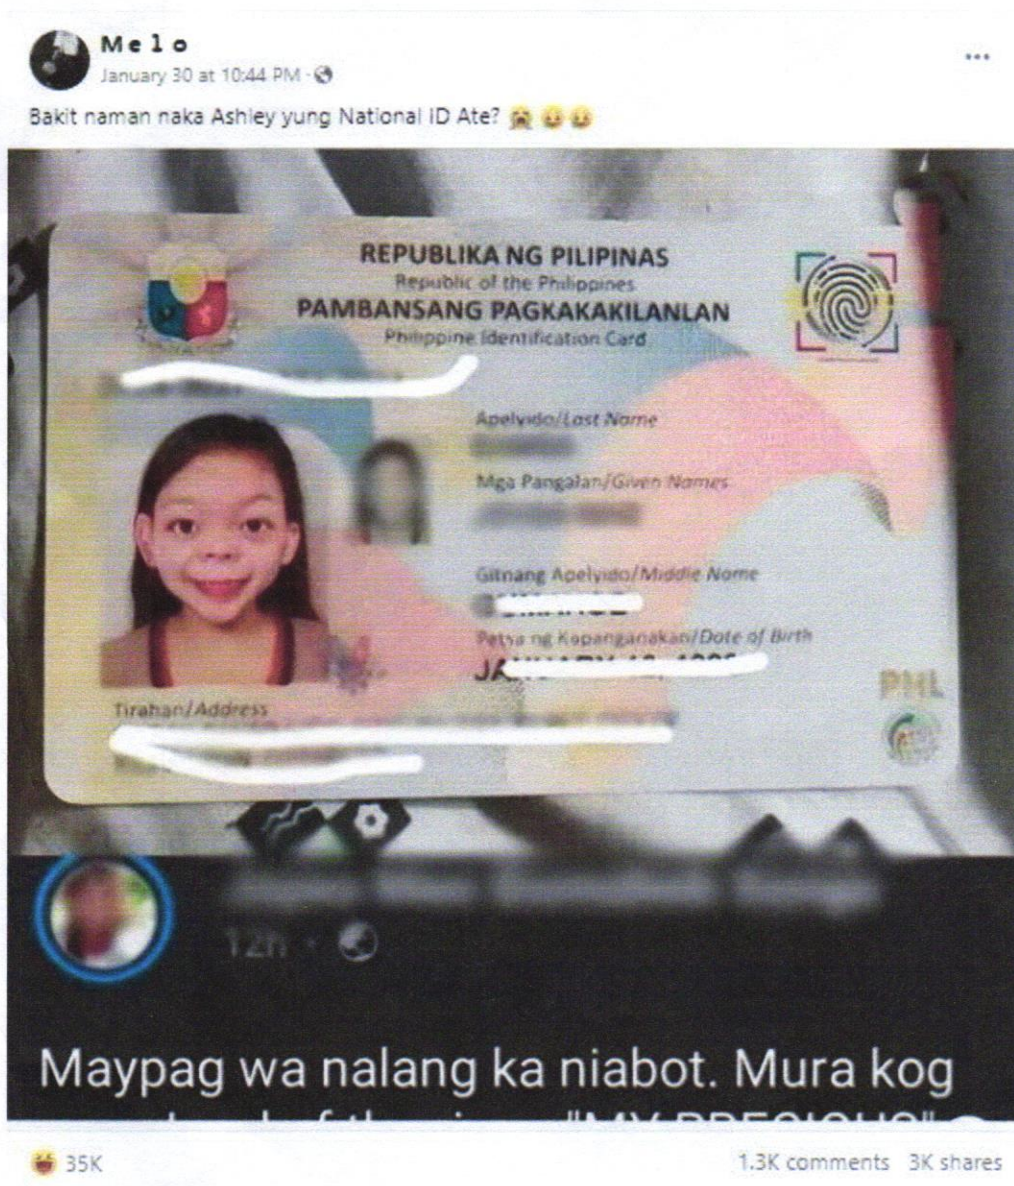 Melo
January 30 at 10:44 PM
Bakit naman naka Ashley yung National ID Ate?
REPUBLIKA NG PILIPINAS
Republic of the Philippines
PAMBANSANG PAGKAKAKILANLAN
Philippine Identification Card
Apelyido/Last Name
Mga Pangalan/Given Names
Gitnang Apelyido/Middle Name
Petsa ng Kapanganakan/Date of Birth
Tirahan/Address
PHL
12h
Maypag wa nalang ka niabot. Mura kog
"MY PRECIOUS"
35K
1.3K comments 3K shares